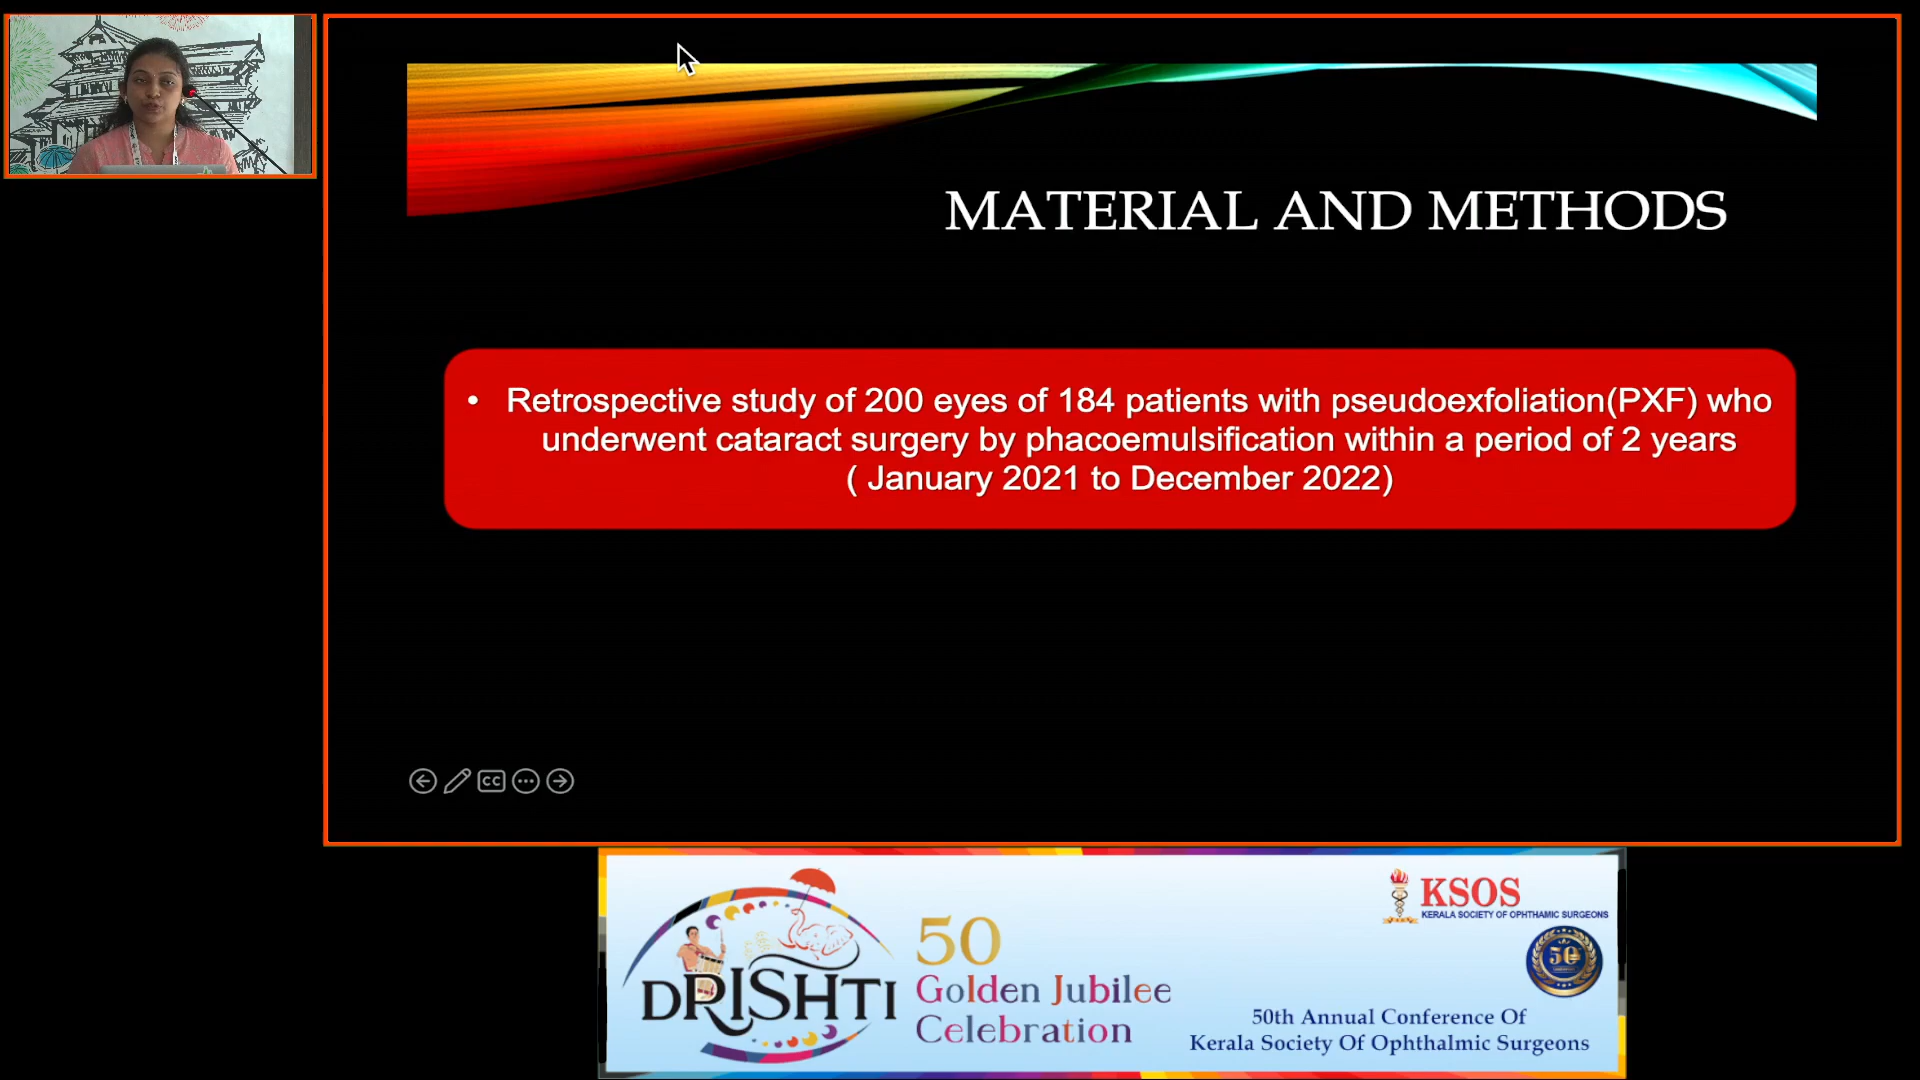 MATERIAL AND METHODS
• Retrospective study of 200 eyes of 184 patients with pseudoexfoliation(PXF) who
underwent cataract surgery by phacoemulsification within a period of 2 years
( January 2021 to December 2022)
CC
DRISHTI
50
Golden Jubilee
Celebration
KSOS
KERALA SOCIETY OF OPHTHAMIC SURGEONS
50
50th Annual Conference Of
Kerala Society Of Ophthalmic Surgeons